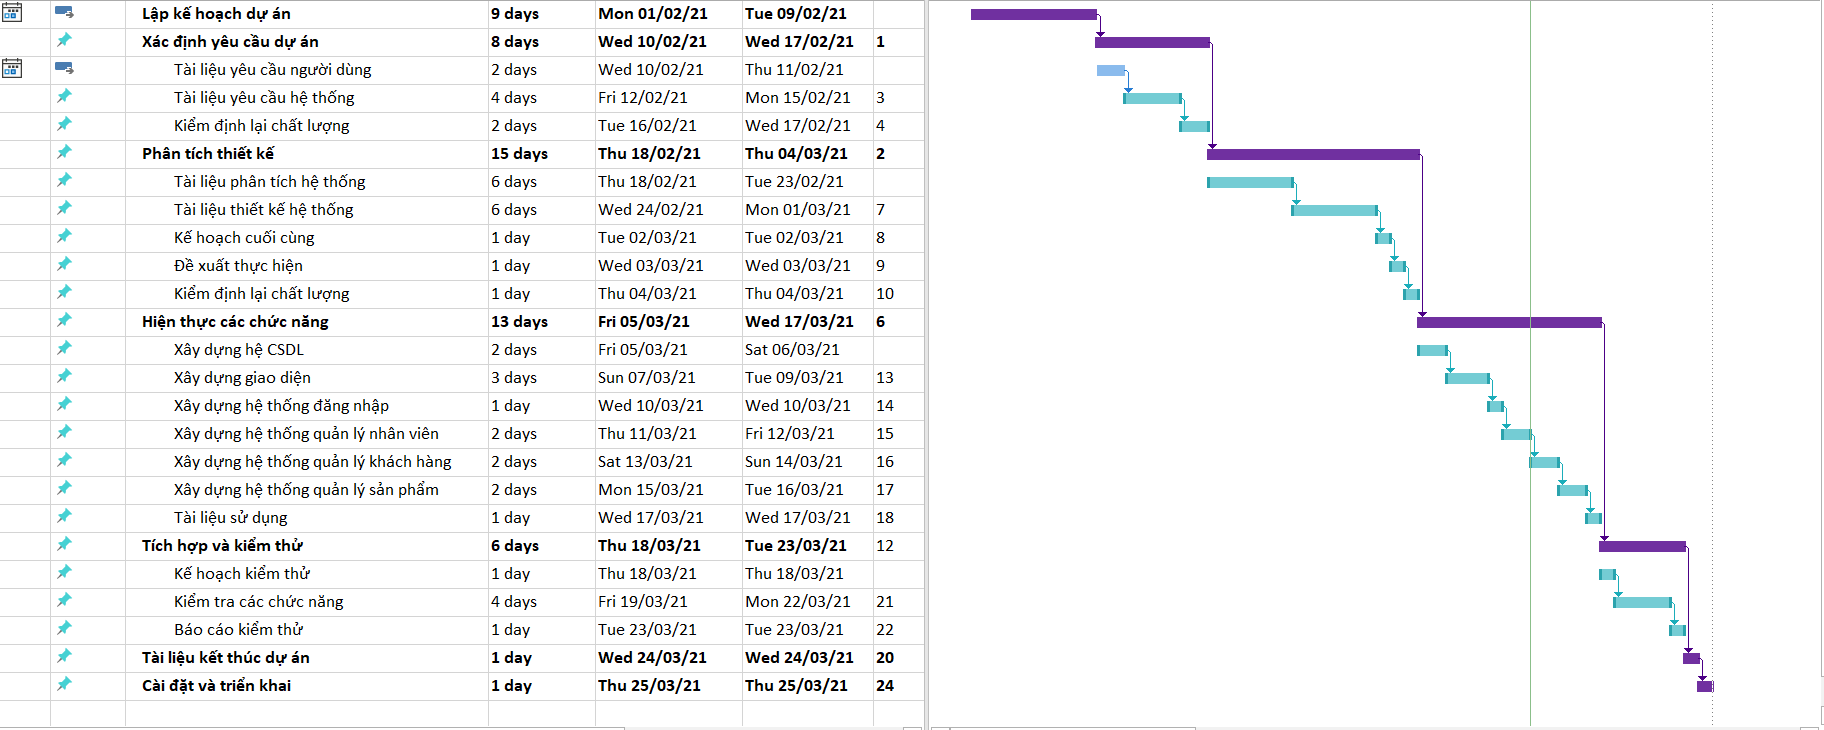 Lập kế hoạch dự án 9 days Mon 01/02/21 Tue 09/02/21
Xác định yêu cầu dự án 8 days Wed 10/02/21 Wed 17/02/21 1
Tài liệu yêu cầu người dùng 2 days Wed 10/02/21 Thu 11/02/21
Tài liệu yêu cầu hệ thống 4 days Fri 12/02/21 Mon 15/02/21 3
Kiểm định lại chất lượng 2 days Tue 16/02/21 Wed 17/02/21 4
Phân tích thiết kế 15 days Thu 18/02/21 Thu 04/03/21 2
Tài liệu phân tích hệ thống 6 days Thu 18/02/21 Tue 23/02/21
Tài liệu thiết kế hệ thống 6 days Wed 24/02/21 Mon 01/03/21 7
Kế hoạch cuối cùng 1 day Tue 02/03/21 Tue 02/03/21 8
Đề xuất thực hiện 1 day Wed 03/03/21 Wed 03/03/21 9
Kiểm định lại chất lượng 1 day Thu 04/03/21 Thu 04/03/21 10
Hiện thực các chức năng 13 days Fri 05/03/21 Wed 17/03/21 6
Xây dựng hệ CSDL 2 days Fri 05/03/21 Sat 06/03/21
Xây dựng giao diện 3 days Sun 07/03/21 Tue 09/03/21 13
Xây dựng hệ thống đăng nhập 1 day Wed 10/03/21 Wed 10/03/21 14
Xây dựng hệ thống quản lý nhân viên 2 days Thu 11/03/21 Fri 12/03/21 15
Xây dựng hệ thống quản lý khách hàng 2 days Sat 13/03/21 Sun 14/03/21 16
Xây dựng hệ thống quản lý sản phẩm 2 days Mon 15/03/21 Tue 16/03/21 17
Tài liệu sử dụng 1 day Wed 17/03/21 Wed 17/03/21 18
Tích hợp và kiểm thử 6 days Thu 18/03/21 Tue 23/03/21 12
Kế hoạch kiểm thử 1 day Thu 18/03/21 Thu 18/03/21
Kiểm tra các chức năng 4 days Fri 19/03/21 Mon 22/03/21 21
Báo cáo kiểm thử 1 day Tue 23/03/21 Tue 23/03/21 22
Tài liệu kết thúc dự án 1 day Wed 24/03/21 Wed 24/03/21 20
Cài đặt và triển khai 1 day Thu 25/03/21 Thu 25/03/21 24